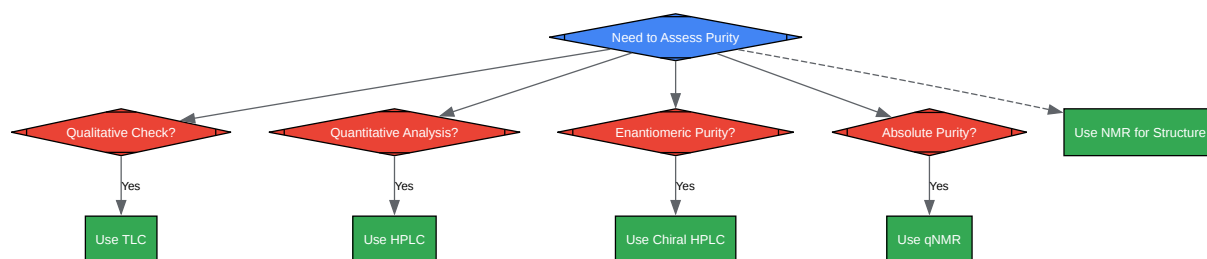 Need to Assess Purity
Qualitative Check?
Quantitative Analysis?
Enantiomeric Purity?
Absolute Purity?
Use NMR for Structure
Yes
Yes
Yes
Yes
Use TLC
Use HPLC
Use Chiral HPLC
Use qNMR